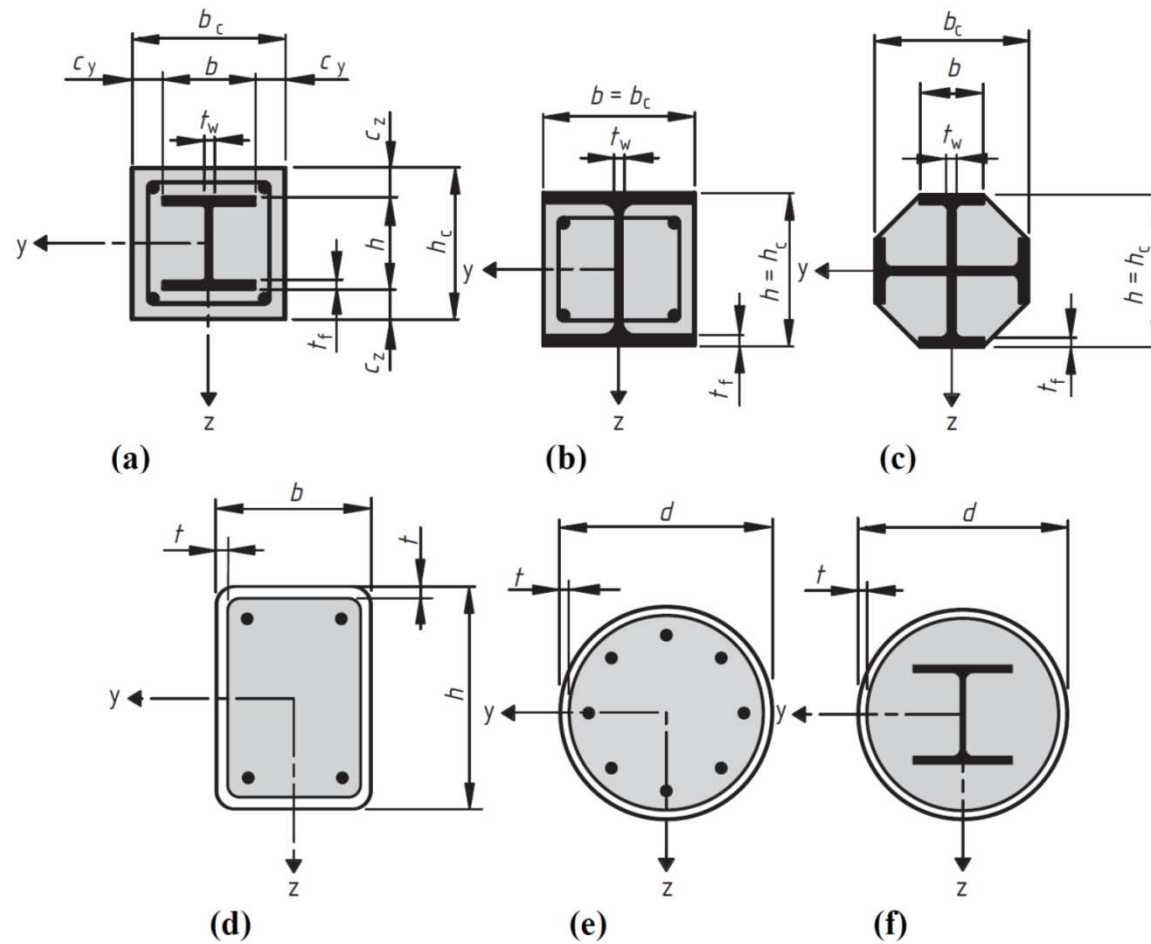 b_c
c_y b c_y
t_w
c_z
h
h_c
y
t_f
c_z
z
(a)
b = b_c
t_w
y
h = h_c
t_f
z
(b)
b_c
b
t_w
y
h = h_c
t_f
z
(c)
b
t
t
y
h
z
(d)
d
t
y
z
(e)
d
t
y
z
(f)